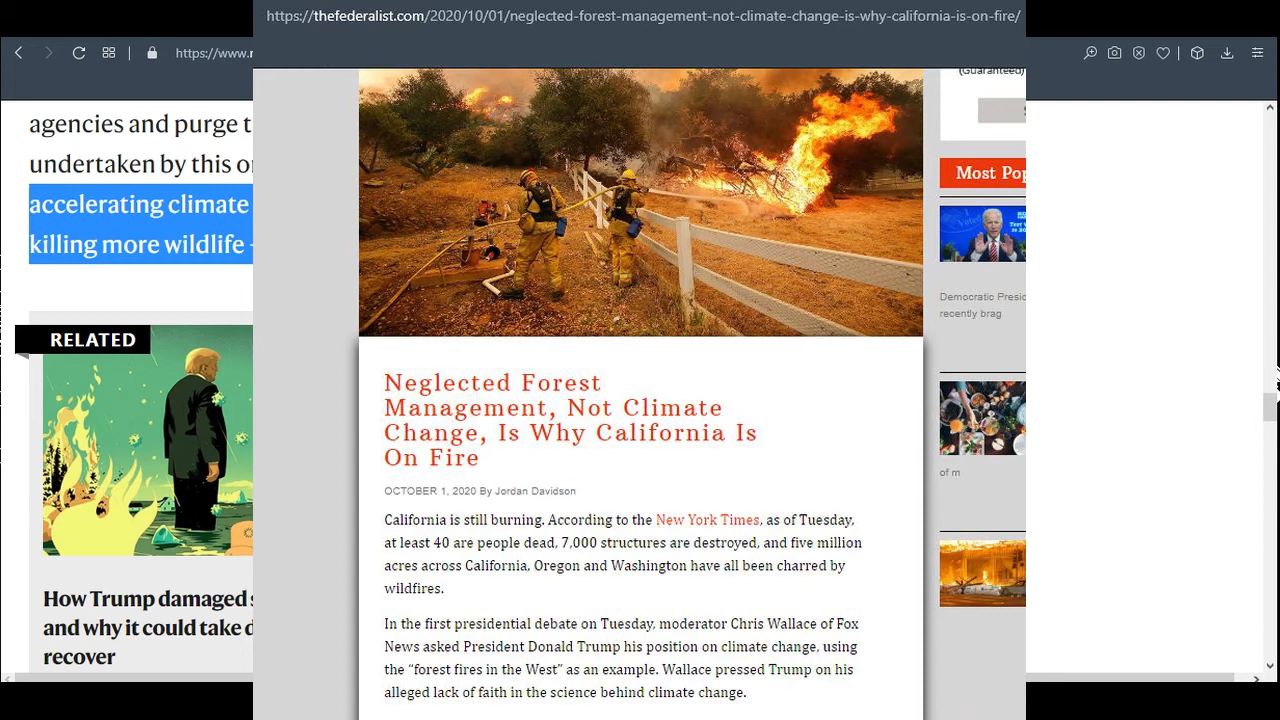 https://thefederalist.com/2020/10/01/neglected-forest-management-not-climate-change-is-why-california-is-on-fire/
https://www.
agencies and purge t
undertaken by this
accelerating climate
killing more wildlife -
RELATED
How Trump damaged
and why it could take
recover
Neglected Forest
Management, Not Climate
Change, Is Why California Is
On Fire
OCTOBER 1, 2020 By Jordan Davidson
California is still burning. According to the New York Times, as of Tuesday,
at least 40 are people dead, 7,000 structures are destroyed, and five million
acres across California, Oregon and Washington have all been charred by
wildfires.
In the first presidential debate on Tuesday, moderator Chris Wallace of Fox
News asked President Donald Trump his position on climate change, using
the “forest fires in the West” as an example. Wallace pressed Trump on his
alleged lack of faith in the science behind climate change.
(Guaranteed)
Most Pop
Democratic Presid
recently brag
of m